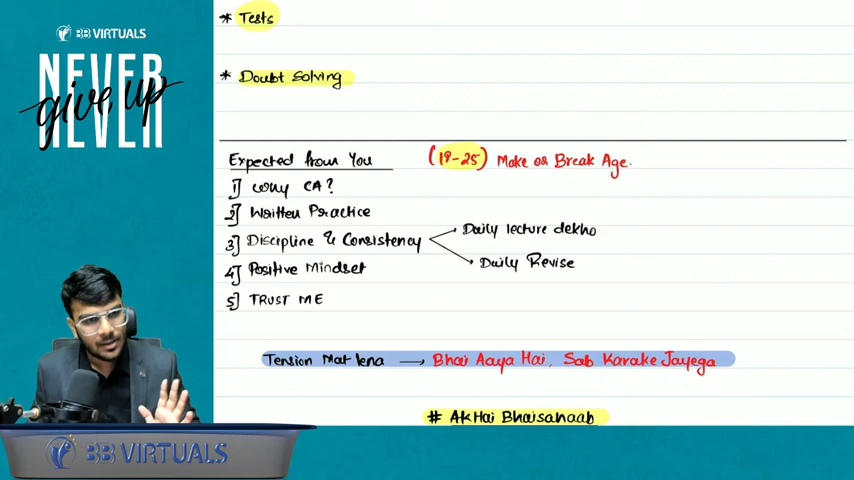 BB VIRTUALS
NEVER
give up
NEVER
* Tests
* Doubt Solving
Expected from You
(19-25) Make or Break Age.
1] Why CA?
2] Written Practice
3] Discipline & Consistency
Daily lecture dekho
Daily Revise
4] Positive Mindset
5] TRUST ME
Tension Mat lena → Bhai Aaya Hai, Sab Karake Jayega
# AK Hai Bhaisahaab
BB VIRTUALS